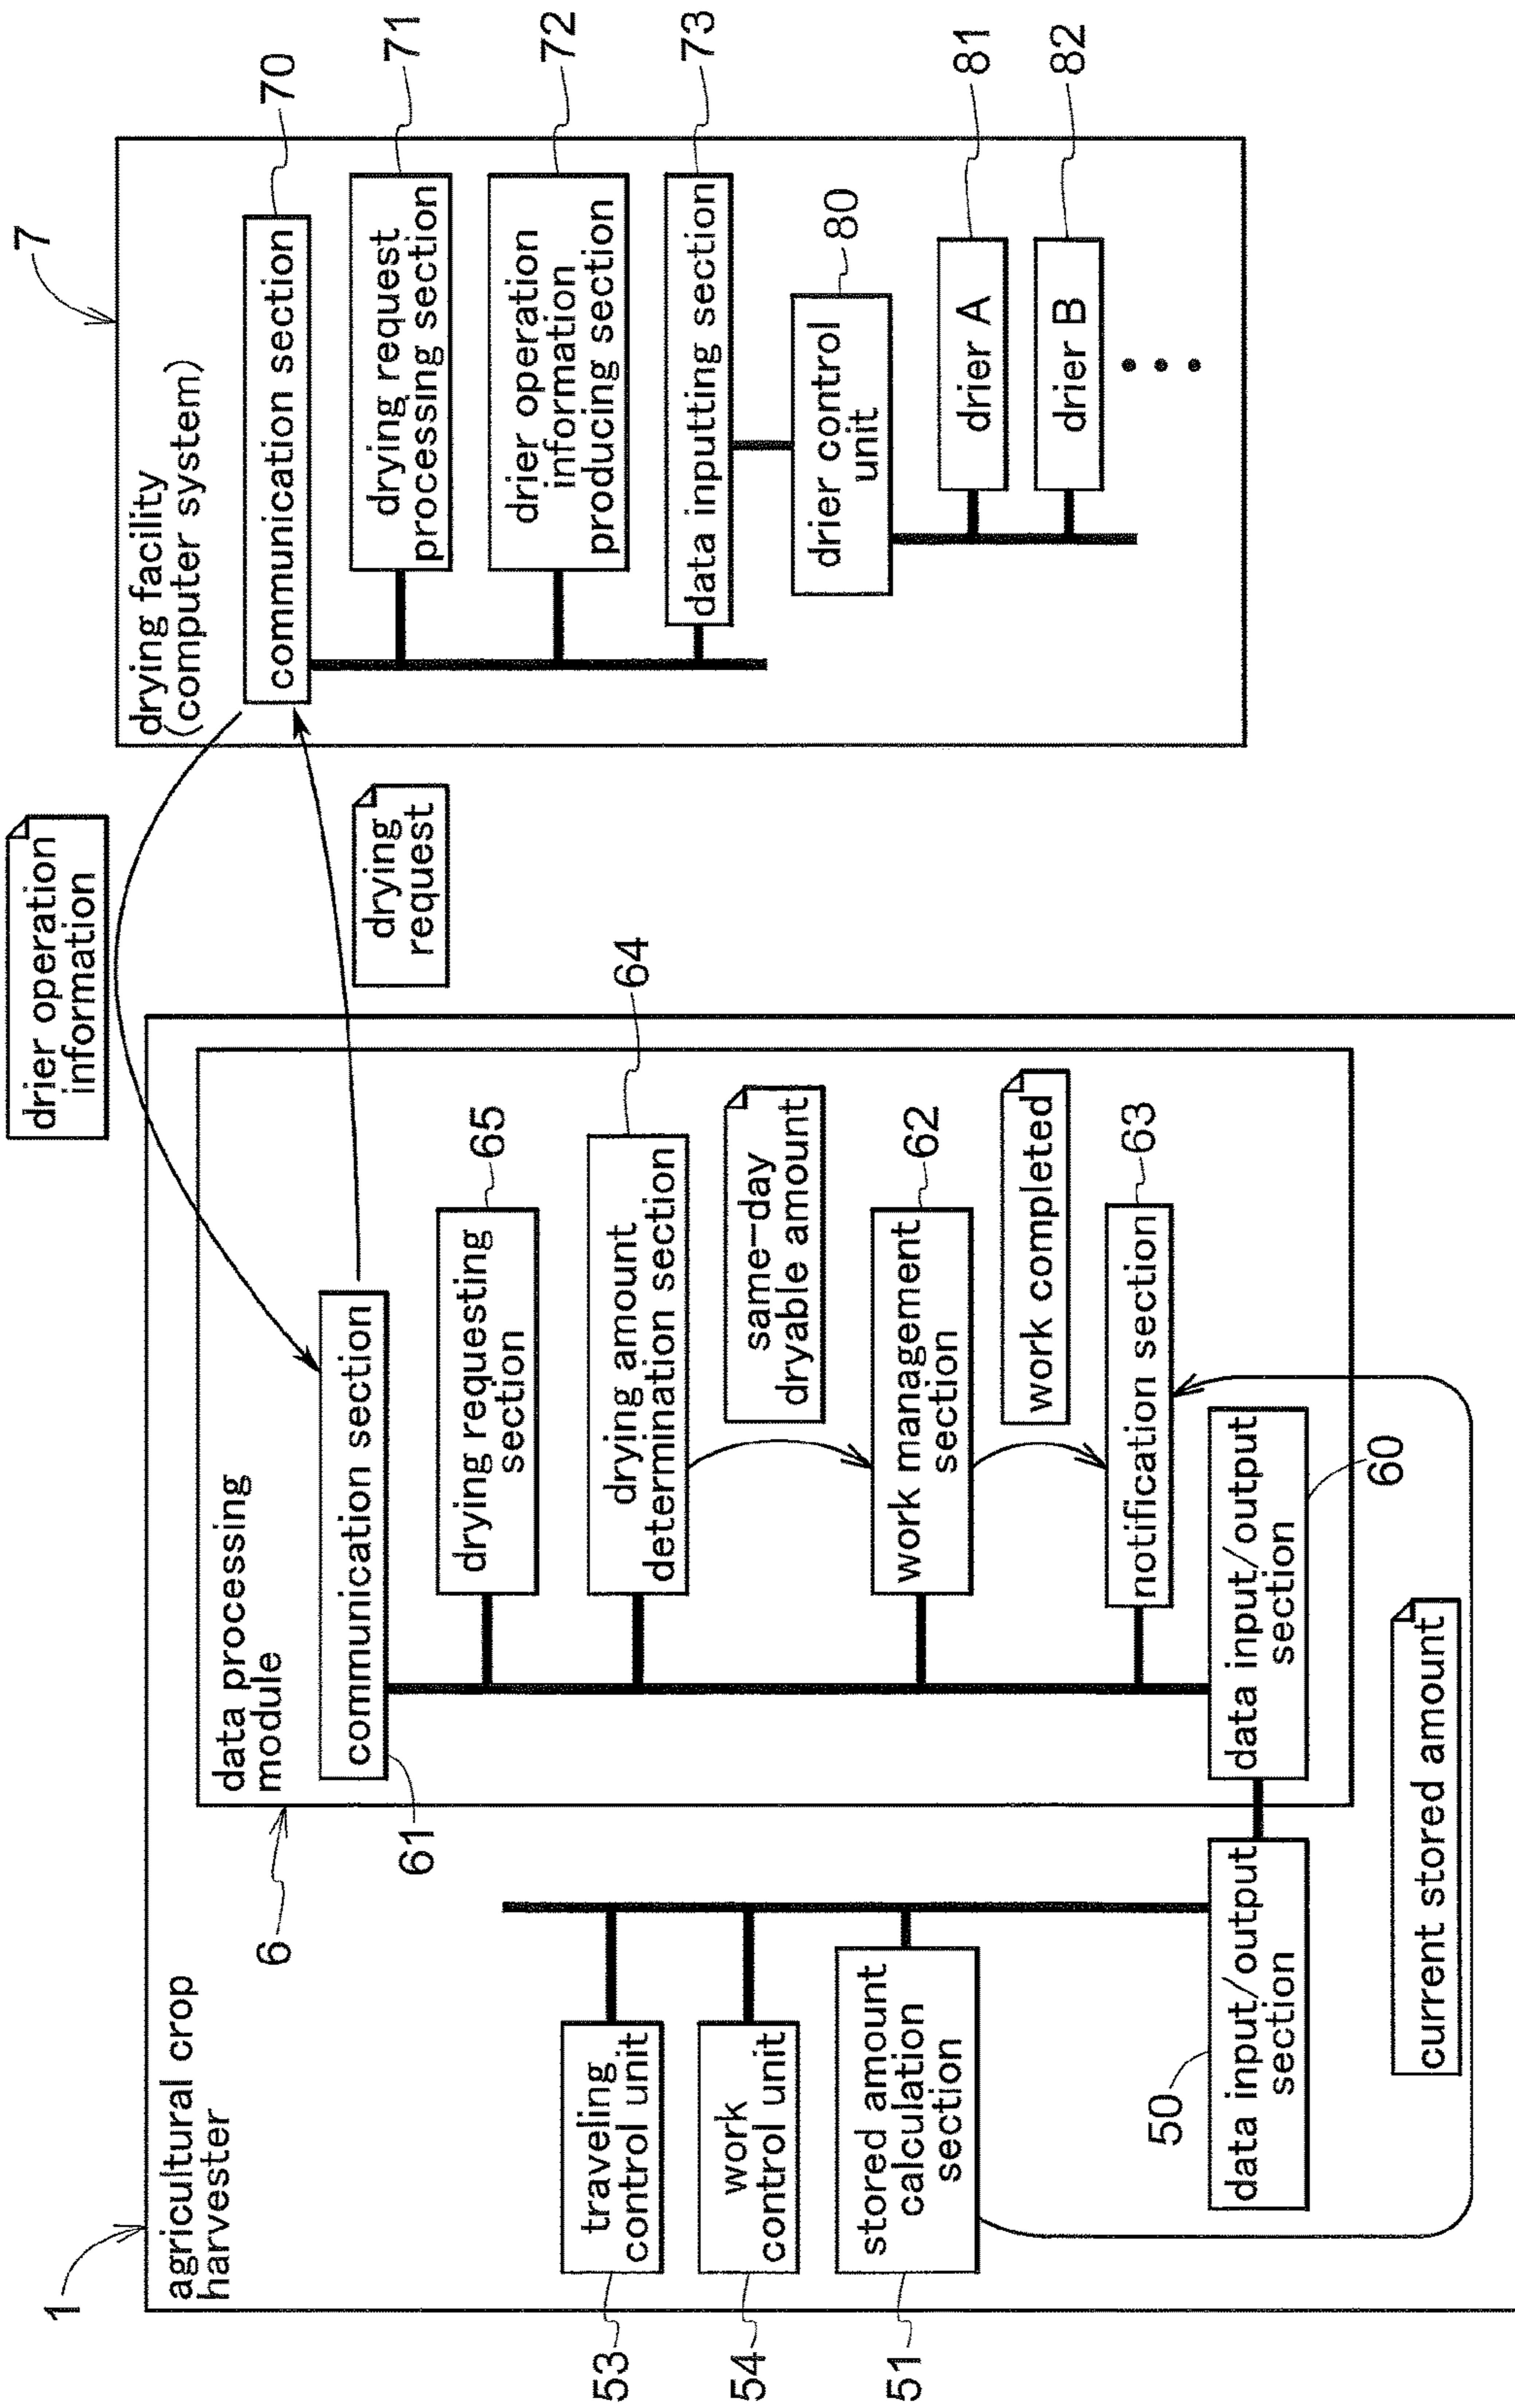 1
agricultural crop
harvester
53
traveling
control unit
54
work
control unit
51
stored amount
calculation
section
50
data input/output
section
current stored amount
6
data processing
module
61
communication section
drying requesting
section
65
drying amount
determination section
64
same-day
dryable amount
work management
section
62
work completed
notification section
63
data input/output
section
60
drier operation
information
drying
request
7
drying facility
(computer system)
communication section
70
drying request
processing section
71
drier operation
information
producing section
72
data inputting section
73
drier control
unit
80
drier A
81
drier B
82